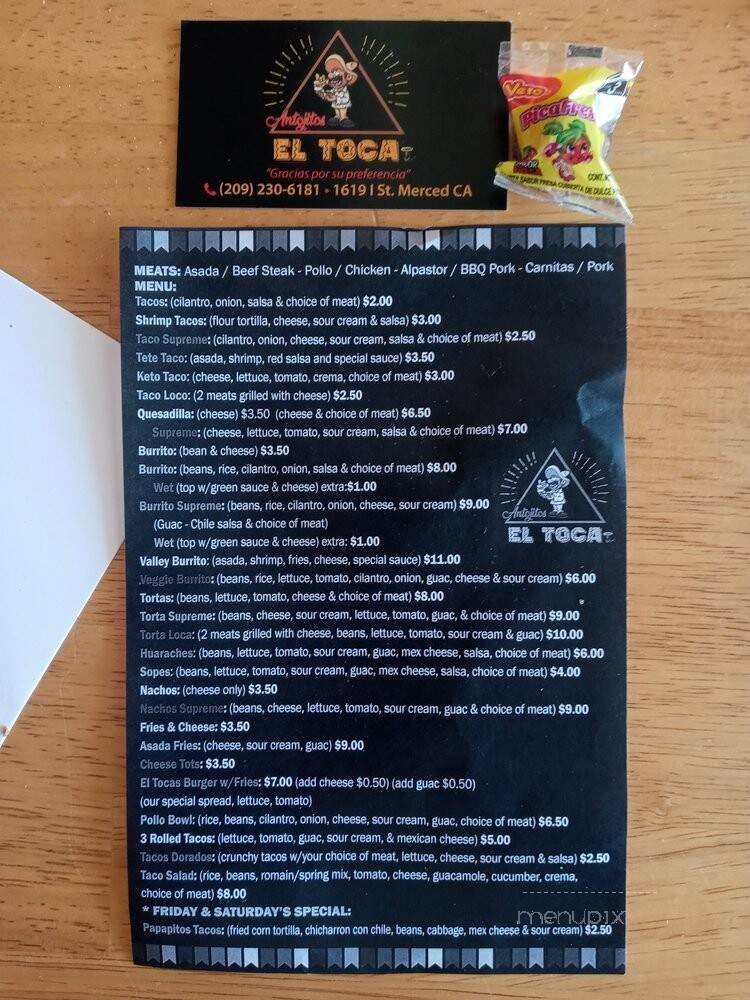 Antojitos
EL TOCA
"Gracias por su preferencia"
(209) 230-6181 • 1619 I St. Merced CA
Vero
PicaFre
CONT.
SABOR FRESA CUBIERTA DE DULCE
MEATS: Asada / Beef Steak - Pollo / Chicken - Alpastor / BBQ Pork - Carnitas / Pork
MENU:
Tacos: (cilantro, onion, salsa & choice of meat) $2.00
Shrimp Tacos: (flour tortilla, cheese, sour cream & salsa) $3.00
Taco Supreme: (cilantro, onion, cheese, sour cream, salsa & choice of meat) $2.50
Tete Taco: (asada, shrimp, red salsa and special sauce) $3.50
Keto Taco: (cheese, lettuce, tomato, crema, choice of meat) $3.00
Taco Loco: (2 meats grilled with cheese) $2.50
Quesadilla: (cheese) $3.50 (cheese & choice of meat) $6.50
Supreme: (cheese, lettuce, tomato, sour cream, salsa & choice of meat) $7.00
Burrito: (bean & cheese) $3.50
Burrito: (beans, rice, cilantro, onion, salsa & choice of meat) $8.00
Wet (top w/green sauce & cheese) extra:$1.00
Burrito Supreme: (beans, rice, cilantro, onion, cheese, sour cream) $9.00
(Guac - Chile salsa & choice of meat)
Wet (top w/green sauce & cheese) extra: $1.00
Antojitos
EL TOCA
Valley Burrito: (asada, shrimp, fries, cheese, special sauce) $11.00
Veggie Burrito: (beans, rice, lettuce, tomato, cilantro, onion, guac, cheese & sour cream) $6.00
Tortas: (beans, lettuce, tomato, cheese & choice of meat) $8.00
Torta Supreme: (beans, cheese, sour cream, lettuce, tomato, guac, & choice of meat) $9.00
Torta Loca: (2 meats grilled with cheese, beans, lettuce, tomato, sour cream & guac) $10.00
Huaraches: (beans, lettuce, tomato, sour cream, guac, mex cheese, salsa, choice of meat) $6.00
Sopes: (beans, lettuce, tomato, sour cream, guac, mex cheese, salsa, choice of meat) $4.00
Nachos: (cheese only) $3.50
Nachos Supreme: (beans, cheese, lettuce, tomato, sour cream, guac & choice of meat) $9.00
Fries & Cheese: $3.50
Asada Fries: (cheese, sour cream, guac) $9.00
Cheese Tots: $3.50
El Tocas Burger w/Fries: $7.00 (add cheese $0.50) (add guac $0.50)
(our special spread, lettuce, tomato)
Pollo Bowl: (rice, beans, cilantro, onion, cheese, sour cream, guac, choice of meat) $6.50
3 Rolled Tacos: (lettuce, tomato, guac, sour cream, & mexican cheese) $5.00
Tacos Dorados: (crunchy tacos w/your choice of meat, lettuce, cheese, sour cream & salsa) $2.50
Taco Salad: (rice, beans, romain/spring mix, tomato, cheese, guacamole, cucumber, crema,
choice of meat) $8.00
* FRIDAY & SATURDAY'S SPECIAL:
Papapitos Tacos: (fried corn tortilla, chicharron con chile, beans, cabbage, mex cheese & sour cream) $2.50
menupix